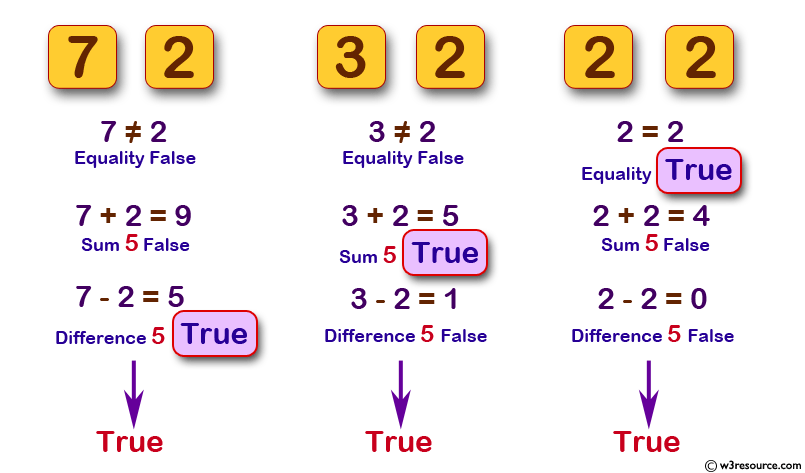 7 2
7 ≠ 2
Equality False
7 + 2 = 9
Sum 5 False
7 - 2 = 5
Difference 5 True
True
3 2
3 ≠ 2
Equality False
3 + 2 = 5
Sum 5 True
3 - 2 = 1
Difference 5 False
True
2 2
2 = 2
Equality True
2 + 2 = 4
Sum 5 False
2 - 2 = 0
Difference 5 False
True
© w3resource.com